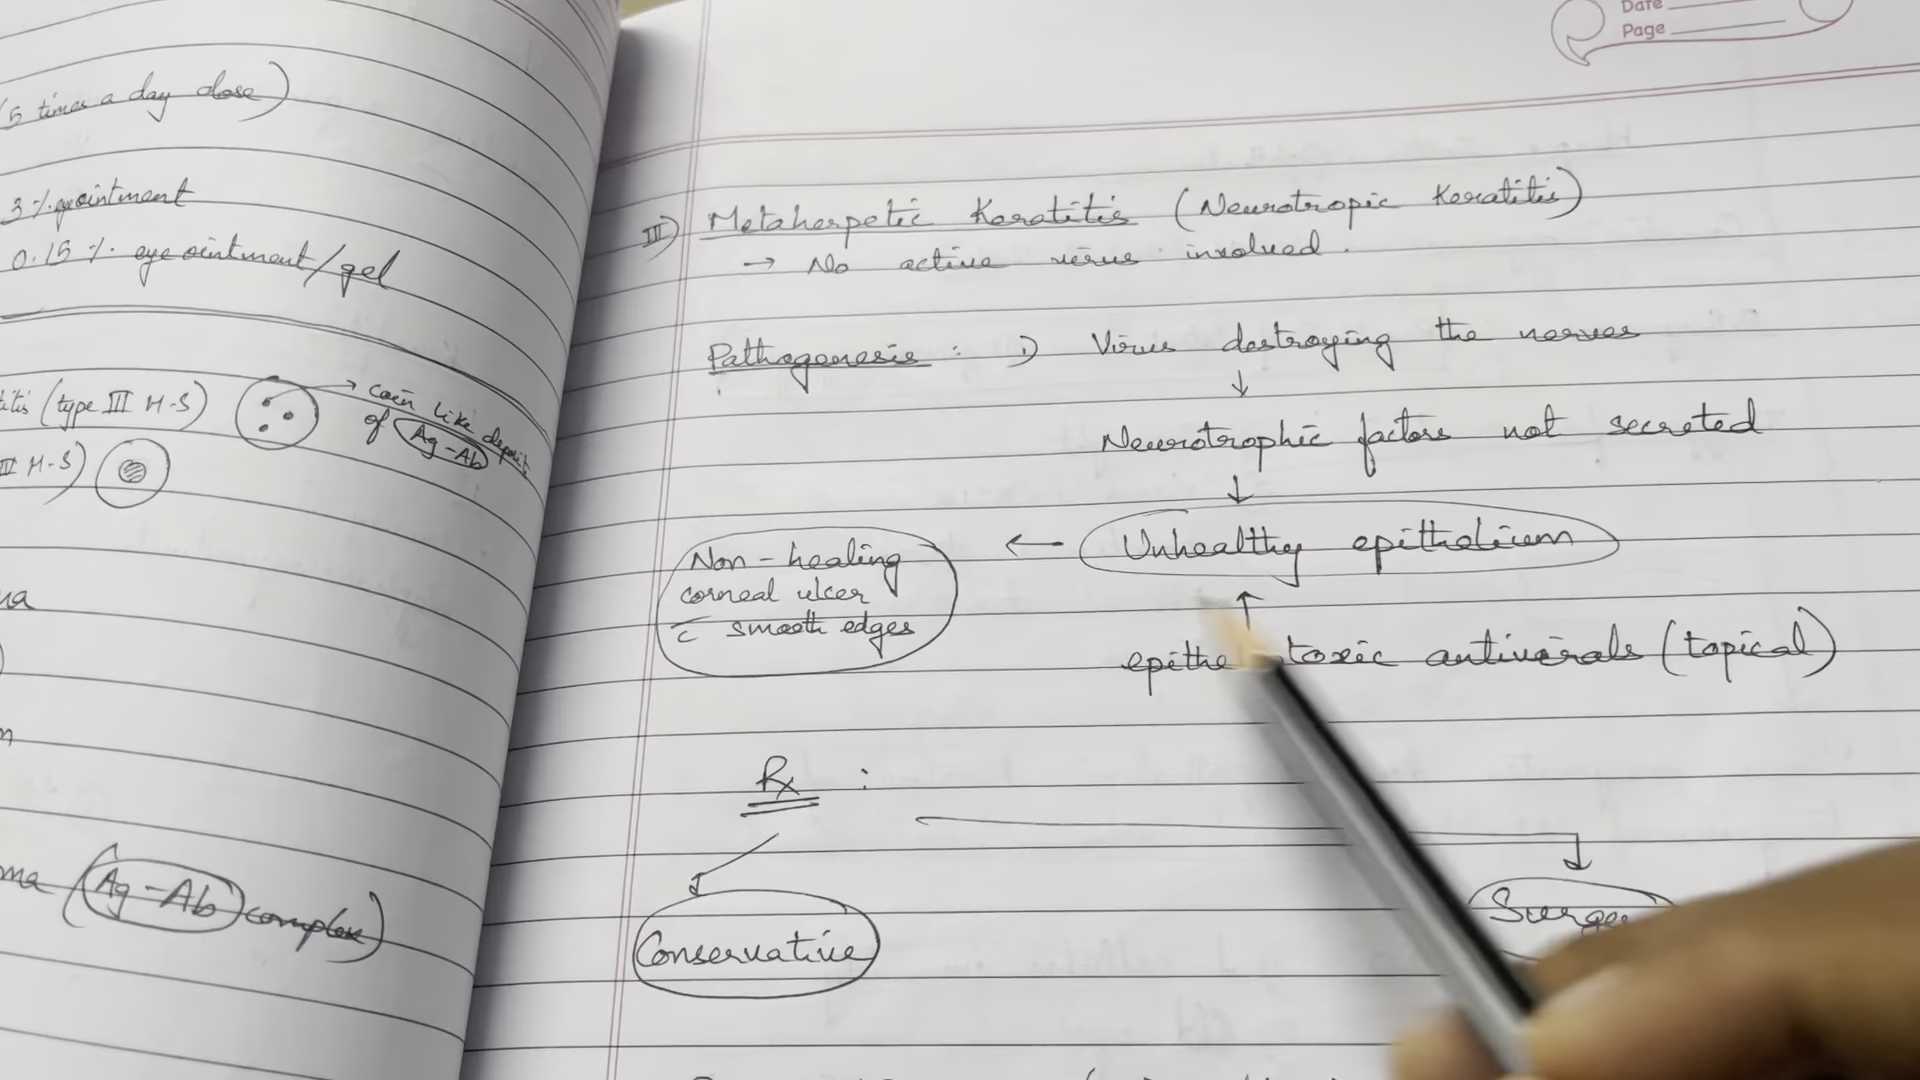 (5 times a day dose)
3% ointment
0.15% eye ointment/gel
(type III H-S)
→ coin like deposits
of Ag-Ab
III H-S)
(Ag-Ab complex)
Date
Page
III) Metaherpetic Keratitis (Neurotropic Keratitis)
→ No active virus involved.
Pathogenesis : i) Virus destroying the nerves
↓
Neurotrophic factors not secreted
↓
Unhealthy epithelium
←
Non-healing
corneal ulcer
c̄ smooth edges
↑
toxic antivirals (topical)
Rx :
Conservative